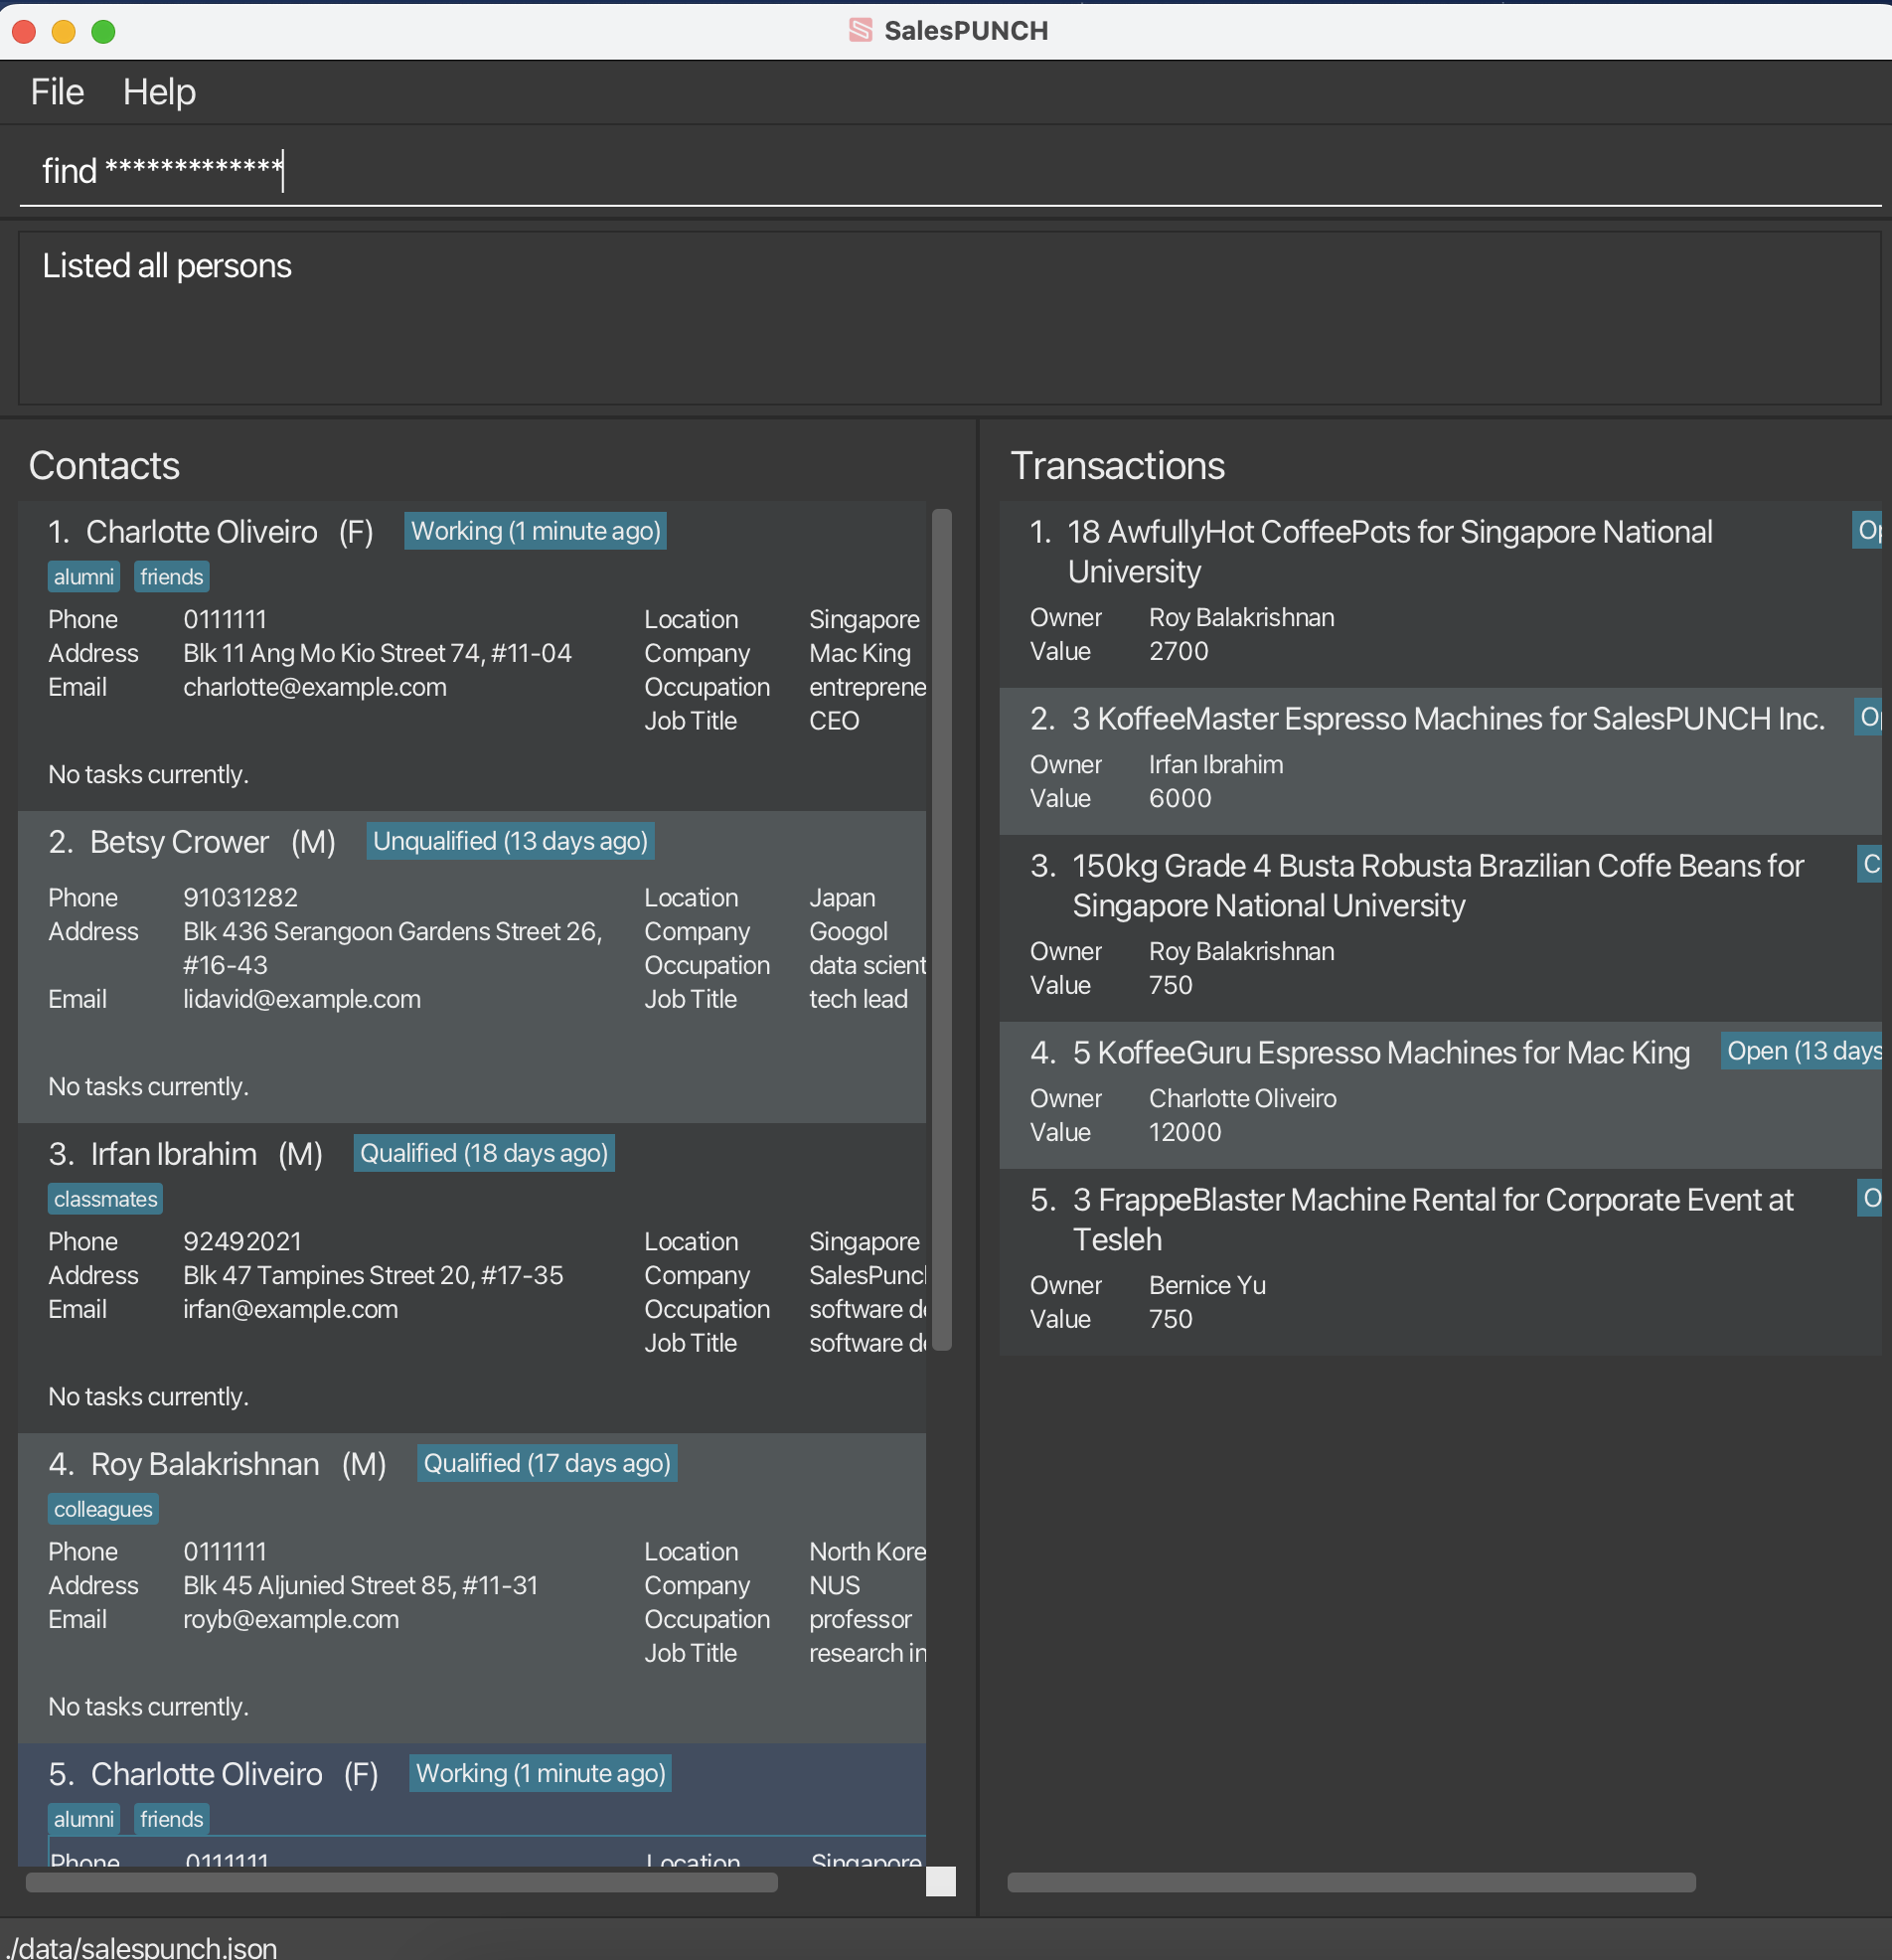 SalesPUNCH
File Help
find *************
Listed all persons
Contacts
1. Charlotte Oliveiro (F) Working (1 minute ago)
alumni friends
Phone 0111111 Location Singapore
Address Blk 11 Ang Mo Kio Street 74, #11-04 Company Mac King
Email charlotte@example.com Occupation entreprene
Job Title CEO
No tasks currently.
2. Betsy Crower (M) Unqualified (13 days ago)
Phone 91031282 Location Japan
Address Blk 436 Serangoon Gardens Street 26, Company Googol
#16-43 Occupation data scient
Email lidavid@example.com Job Title tech lead
No tasks currently.
3. Irfan Ibrahim (M) Qualified (18 days ago)
classmates
Phone 92492021 Location Singapore
Address Blk 47 Tampines Street 20, #17-35 Company SalesPuncl
Email irfan@example.com Occupation software de
Job Title software de
No tasks currently.
4. Roy Balakrishnan (M) Qualified (17 days ago)
colleagues
Phone 0111111 Location North Kore
Address Blk 45 Aljunied Street 85, #11-31 Company NUS
Email royb@example.com Occupation professor
Job Title research in
No tasks currently.
5. Charlotte Oliveiro (F) Working (1 minute ago)
alumni friends
Phone 0111111 Location Singapore
Transactions
1. 18 AwfullyHot CoffeePots for Singapore National Op
University
Owner Roy Balakrishnan
Value 2700
2. 3 KoffeeMaster Espresso Machines for SalesPUNCH Inc. Op
Owner Irfan Ibrahim
Value 6000
3. 150kg Grade 4 Busta Robusta Brazilian Coffe Beans for C
Singapore National University
Owner Roy Balakrishnan
Value 750
4. 5 KoffeeGuru Espresso Machines for Mac King Open (13 days
Owner Charlotte Oliveiro
Value 12000
5. 3 FrappeBlaster Machine Rental for Corporate Event at O
Tesleh
Owner Bernice Yu
Value 750
./data/salespunch.json